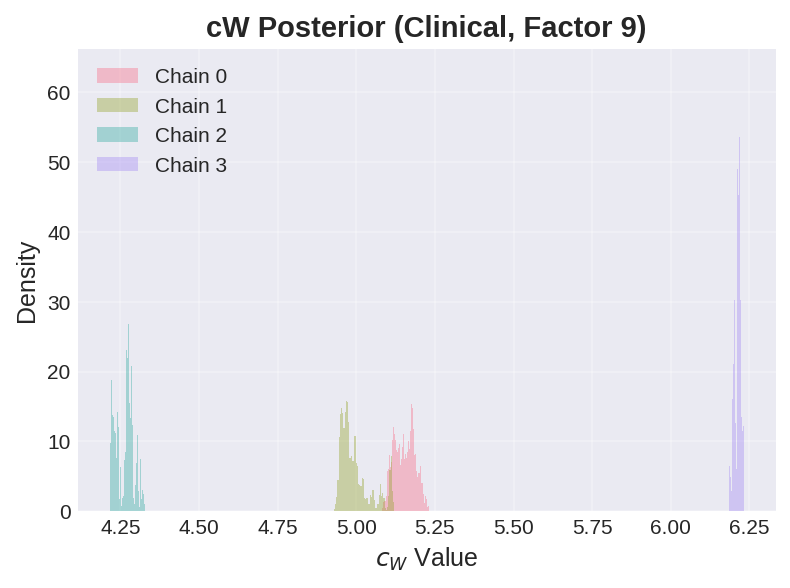 cW Posterior (Clinical, Factor 9)
Chain 0
Chain 1
Chain 2
Chain 3
Density
60
50
40
30
20
10
0
4.25 4.50 4.75 5.00 5.25 5.50 5.75 6.00 6.25
c_W Value